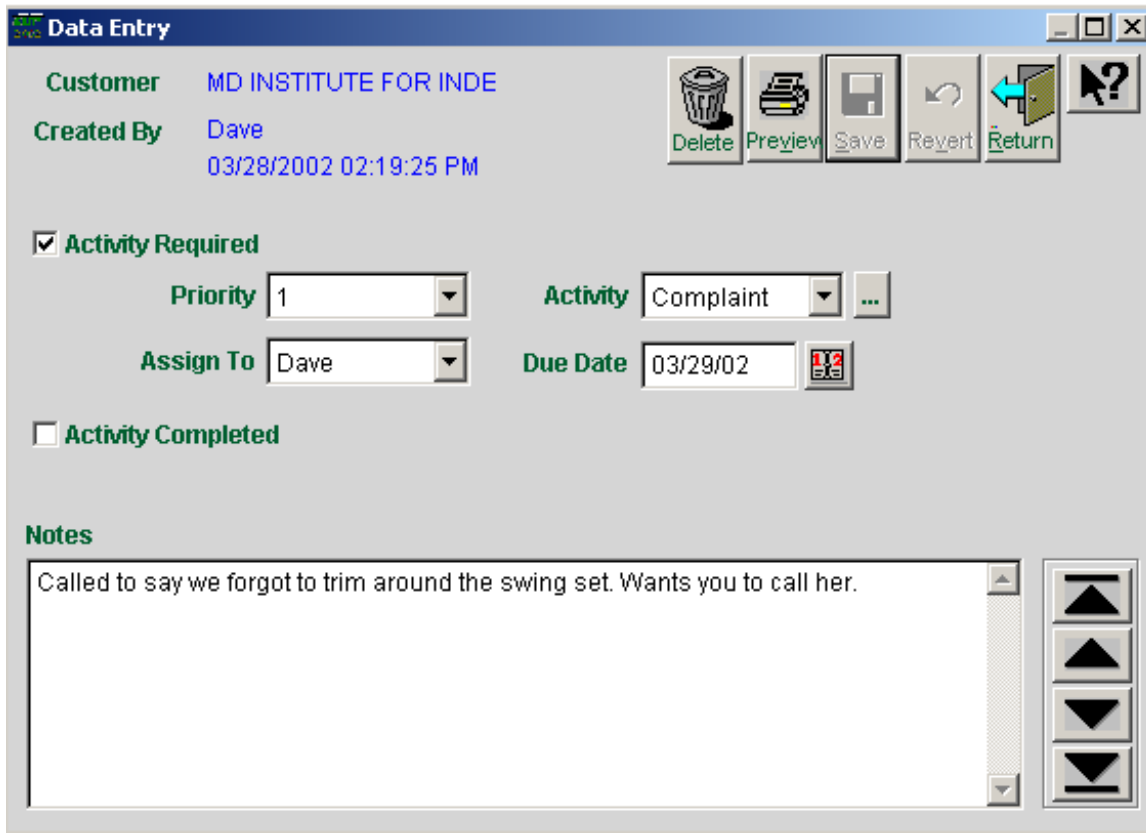 Data Entry
Customer MD INSTITUTE FOR INDE
Created By Dave
03/28/2002 02:19:25 PM
Delete Preview Save Revert Return
Activity Required
Priority 1 Activity Complaint ...
Assign To Dave Due Date 03/29/02
Activity Completed
Notes
Called to say we forgot to trim around the swing set. Wants you to call her.